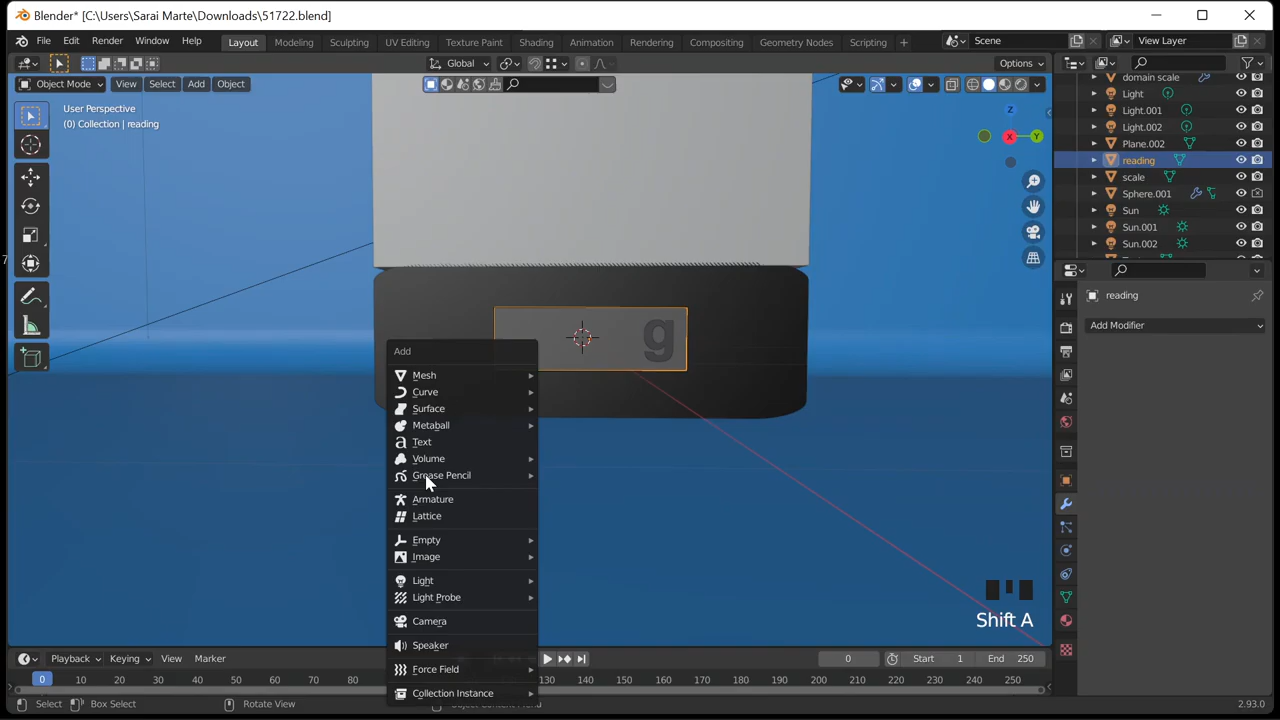 Blender* [C:\Users\Sarai Marte\Downloads\51722.blend]
File Edit Render Window Help Layout Modeling Sculpting UV Editing Texture Paint Shading Animation Rendering Compositing Geometry Nodes Scripting Scene View Layer
Global Options
Object Mode View Select Add Object
User Perspective
(0) Collection | reading
Z
Y
X
7
g
Add
Mesh
Curve
Surface
Metaball
Text
Volume
Grease Pencil
Armature
Lattice
Empty
Image
Light
Light Probe
Camera
Speaker
Force Field
Collection Instance
Shift A
domain scale
Light
Light.001
Light.002
Plane.002
reading
scale
Sphere.001
Sun
Sun.001
Sun.002
reading
Add Modifier
Playback Keying View Marker 0 Start 1 End 250
0 10 20 30 40 50 60 70 80 130 140 150 160 170 180 190 200 210 220 230 240 250
Select Box Select Rotate View 2.93.0